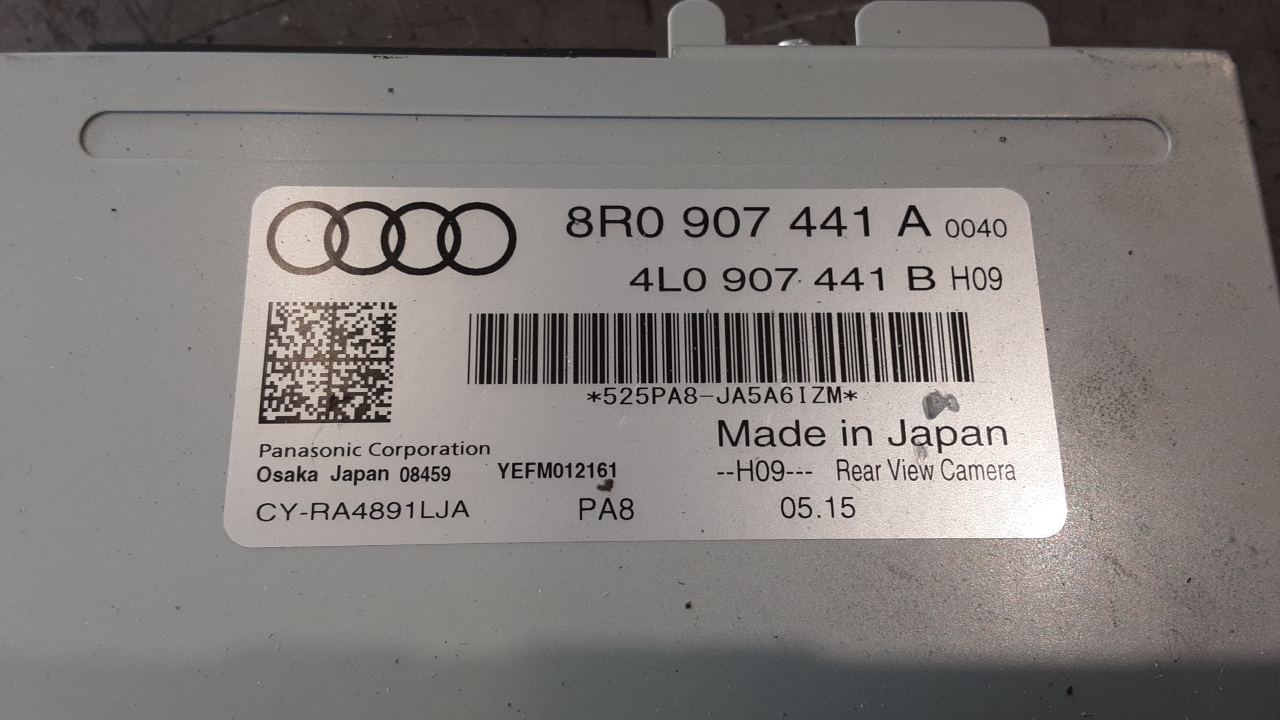 8R0 907 441 A 0040
4L0 907 441 B H09
*525PA8-JA5A6IZM*
Made in Japan
Panasonic Corporation
Osaka Japan 08459 YEFM012161 --H09--- Rear View Camera
CY-RA4891LJA PA8 05.15